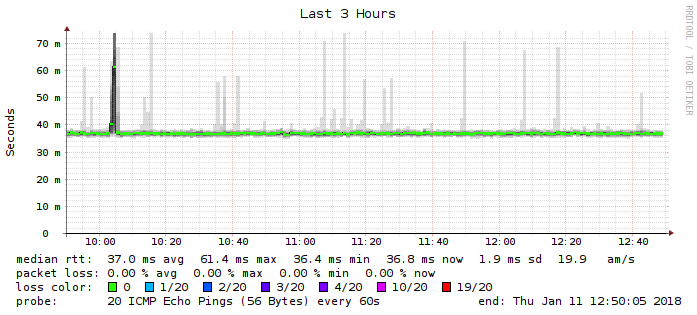 Last 3 Hours
RRDTOOL / TOBI OETIKER
Seconds
70 m
60 m
50 m
40 m
30 m
20 m
10 m
0
10:00 10:20 10:40 11:00 11:20 11:40 12:00 12:20 12:40
median rtt: 37.0 ms avg 61.4 ms max 36.4 ms min 36.8 ms now 1.9 ms sd 19.9 am/s
packet loss: 0.00 % avg 0.00 % max 0.00 % min 0.00 % now
loss color: 0 1/20 2/20 3/20 4/20 10/20 19/20
probe: 20 ICMP Echo Pings (56 Bytes) every 60s end: Thu Jan 11 12:50:05 2018